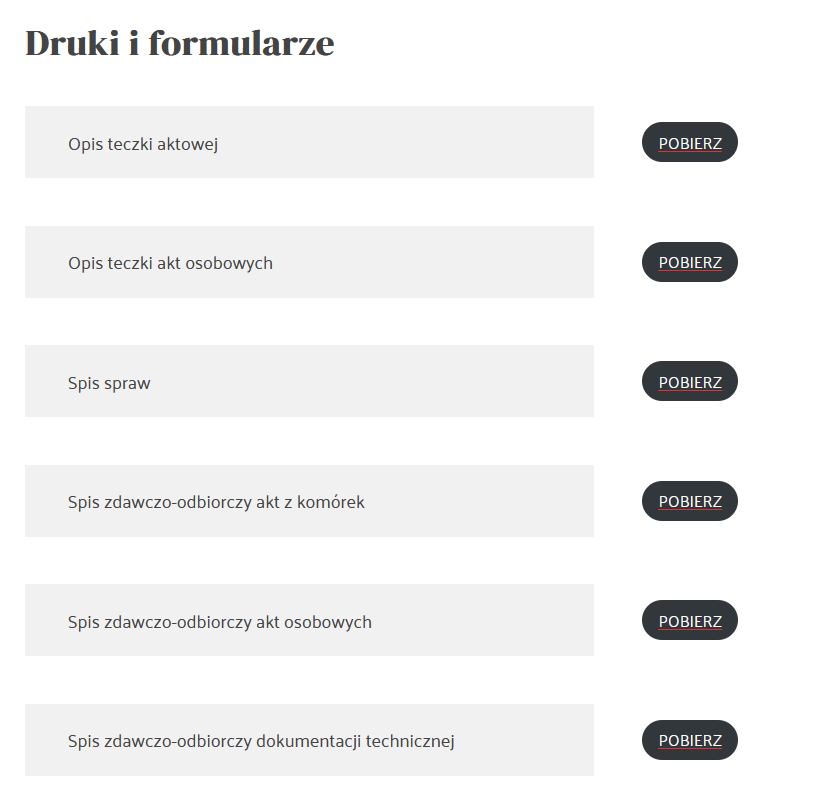 Druki i formularze
Opis teczki aktowej
POBIERZ
Opis teczki akt osobowych
POBIERZ
Spis spraw
POBIERZ
Spis zdawczo-odbiorczy akt z komórek
POBIERZ
Spis zdawczo-odbiorczy akt osobowych
POBIERZ
Spis zdawczo-odbiorczy dokumentacji technicznej
POBIERZ